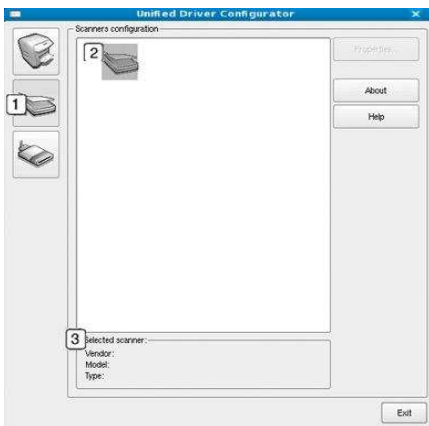 Unified Driver Configurator
Scanners configuration
2
Properties...
1
About
Help
3
Selected scanner:
Vendor:
Model:
Type:
Exit